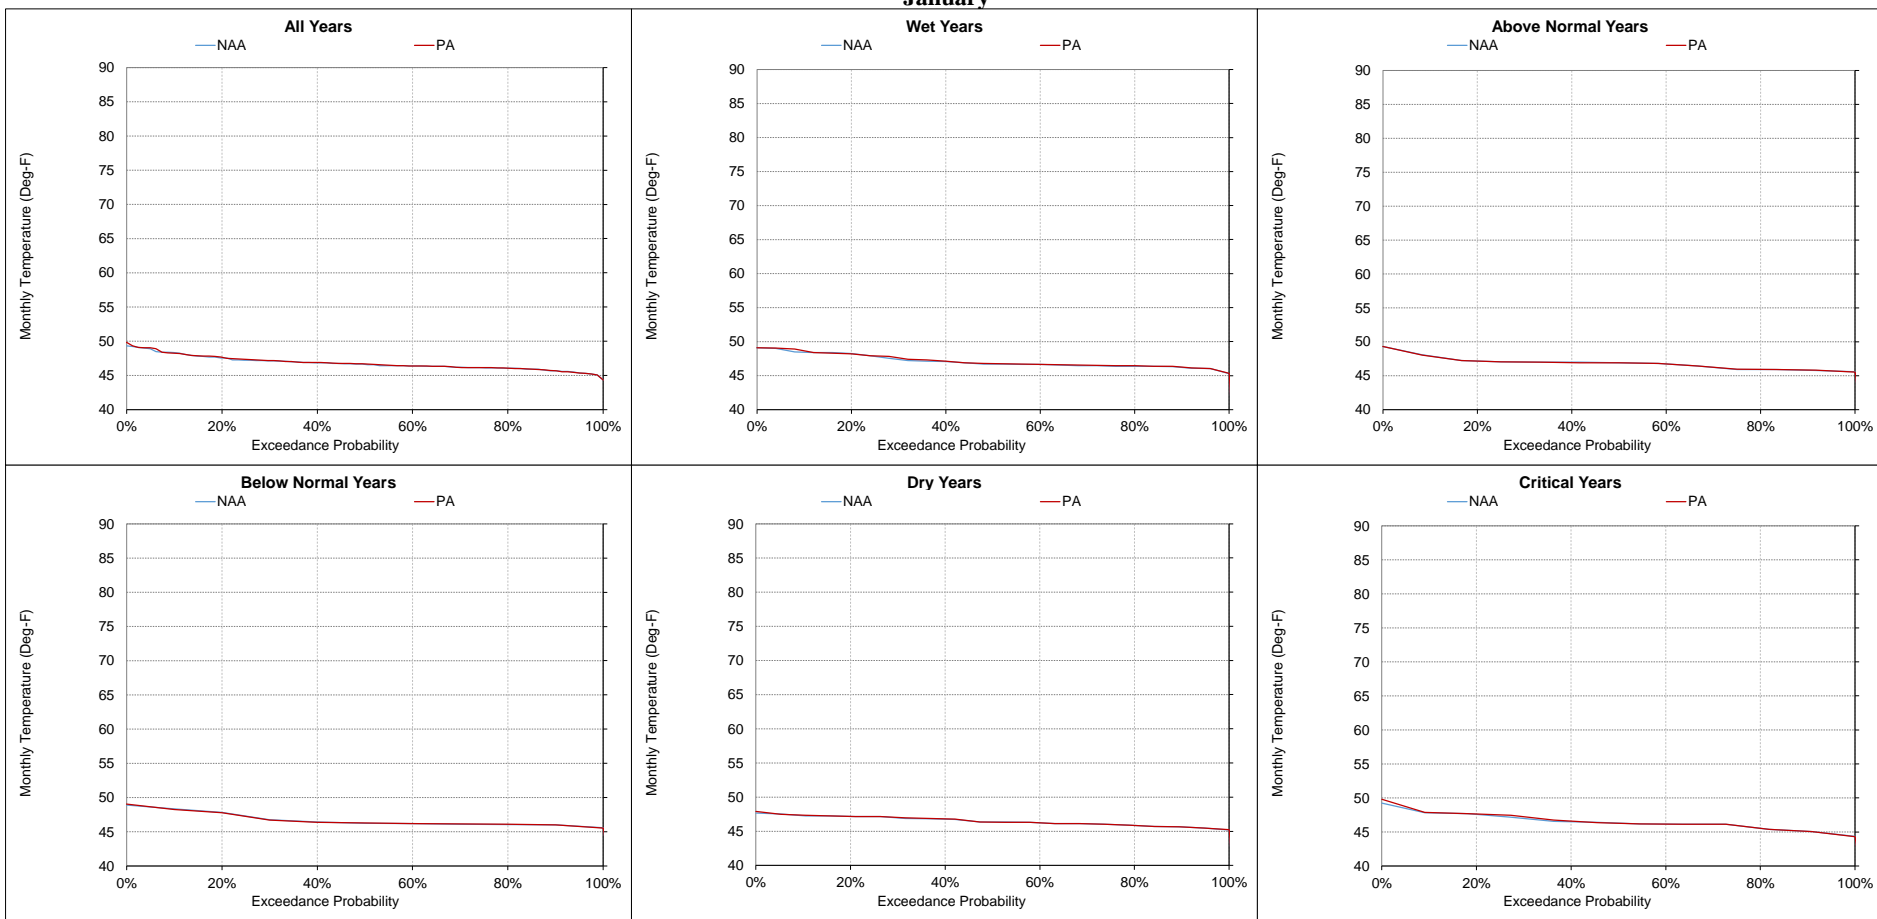 January
All Years
NAA PA
90
85
80
75
70
65
60
55
50
45
40
Monthly Temperature (Deg-F)
0% 20% 40% 60% 80% 100%
Exceedance Probability
Wet Years
NAA PA
90
85
80
75
70
65
60
55
50
45
40
Monthly Temperature (Deg-F)
0% 20% 40% 60% 80% 100%
Exceedance Probability
Above Normal Years
NAA PA
90
85
80
75
70
65
60
55
50
45
40
Monthly Temperature (Deg-F)
0% 20% 40% 60% 80% 100%
Exceedance Probability
Below Normal Years
NAA PA
90
85
80
75
70
65
60
55
50
45
40
Monthly Temperature (Deg-F)
0% 20% 40% 60% 80% 100%
Exceedance Probability
Dry Years
NAA PA
90
85
80
75
70
65
60
55
50
45
40
Monthly Temperature (Deg-F)
0% 20% 40% 60% 80% 100%
Exceedance Probability
Critical Years
NAA PA
90
85
80
75
70
65
60
55
50
45
40
Monthly Temperature (Deg-F)
0% 20% 40% 60% 80% 100%
Exceedance Probability